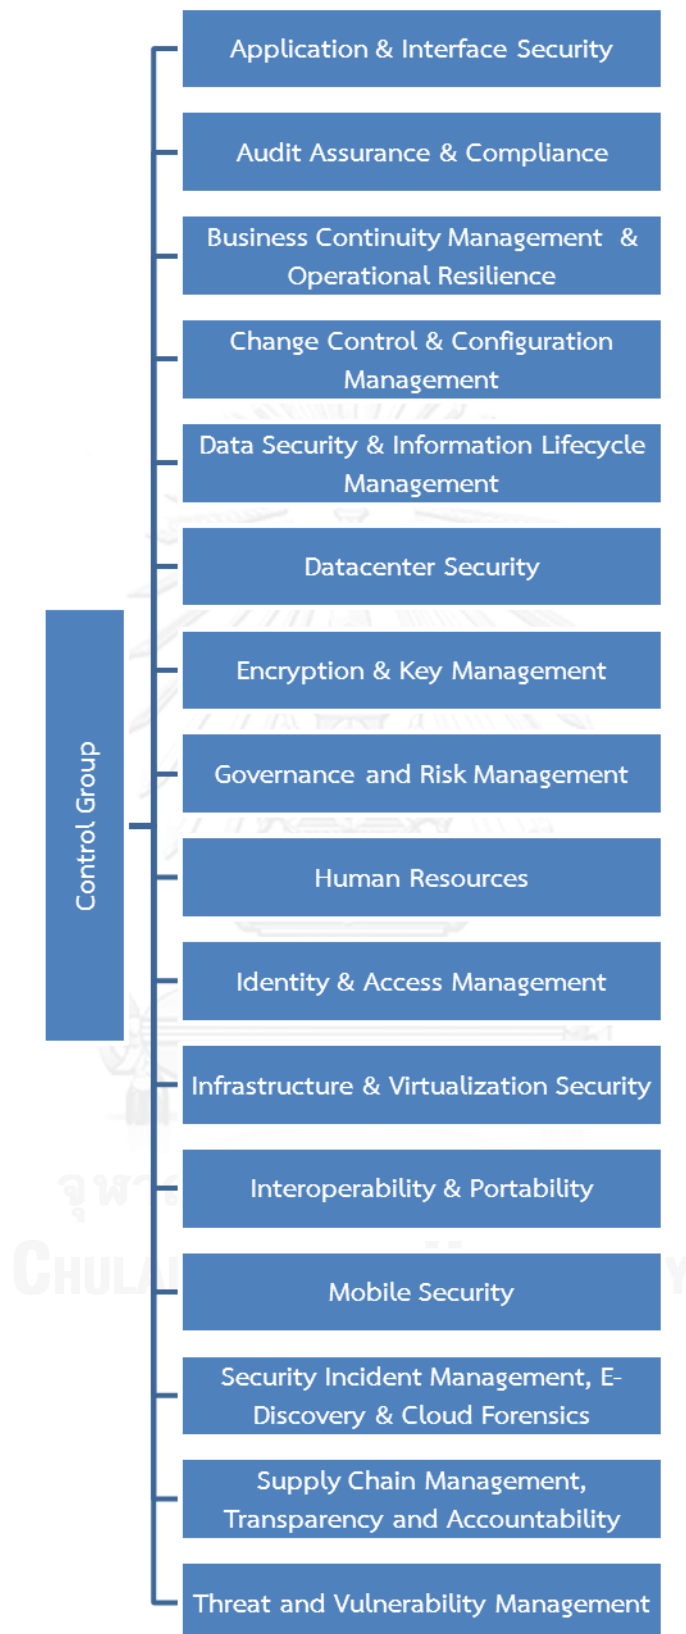 Application & Interface Security
Audit Assurance & Compliance
Business Continuity Management &
Operational Resilience
Change Control & Configuration
Management
Data Security & Information Lifecycle
Management
Datacenter Security
Encryption & Key Management
Governance and Risk Management
Control Group
Human Resources
Identity & Access Management
Infrastructure & Virtualization Security
Interoperability & Portability
Mobile Security
Security Incident Management, E-
Discovery & Cloud Forensics
Supply Chain Management,
Transparency and Accountability
Threat and Vulnerability Management